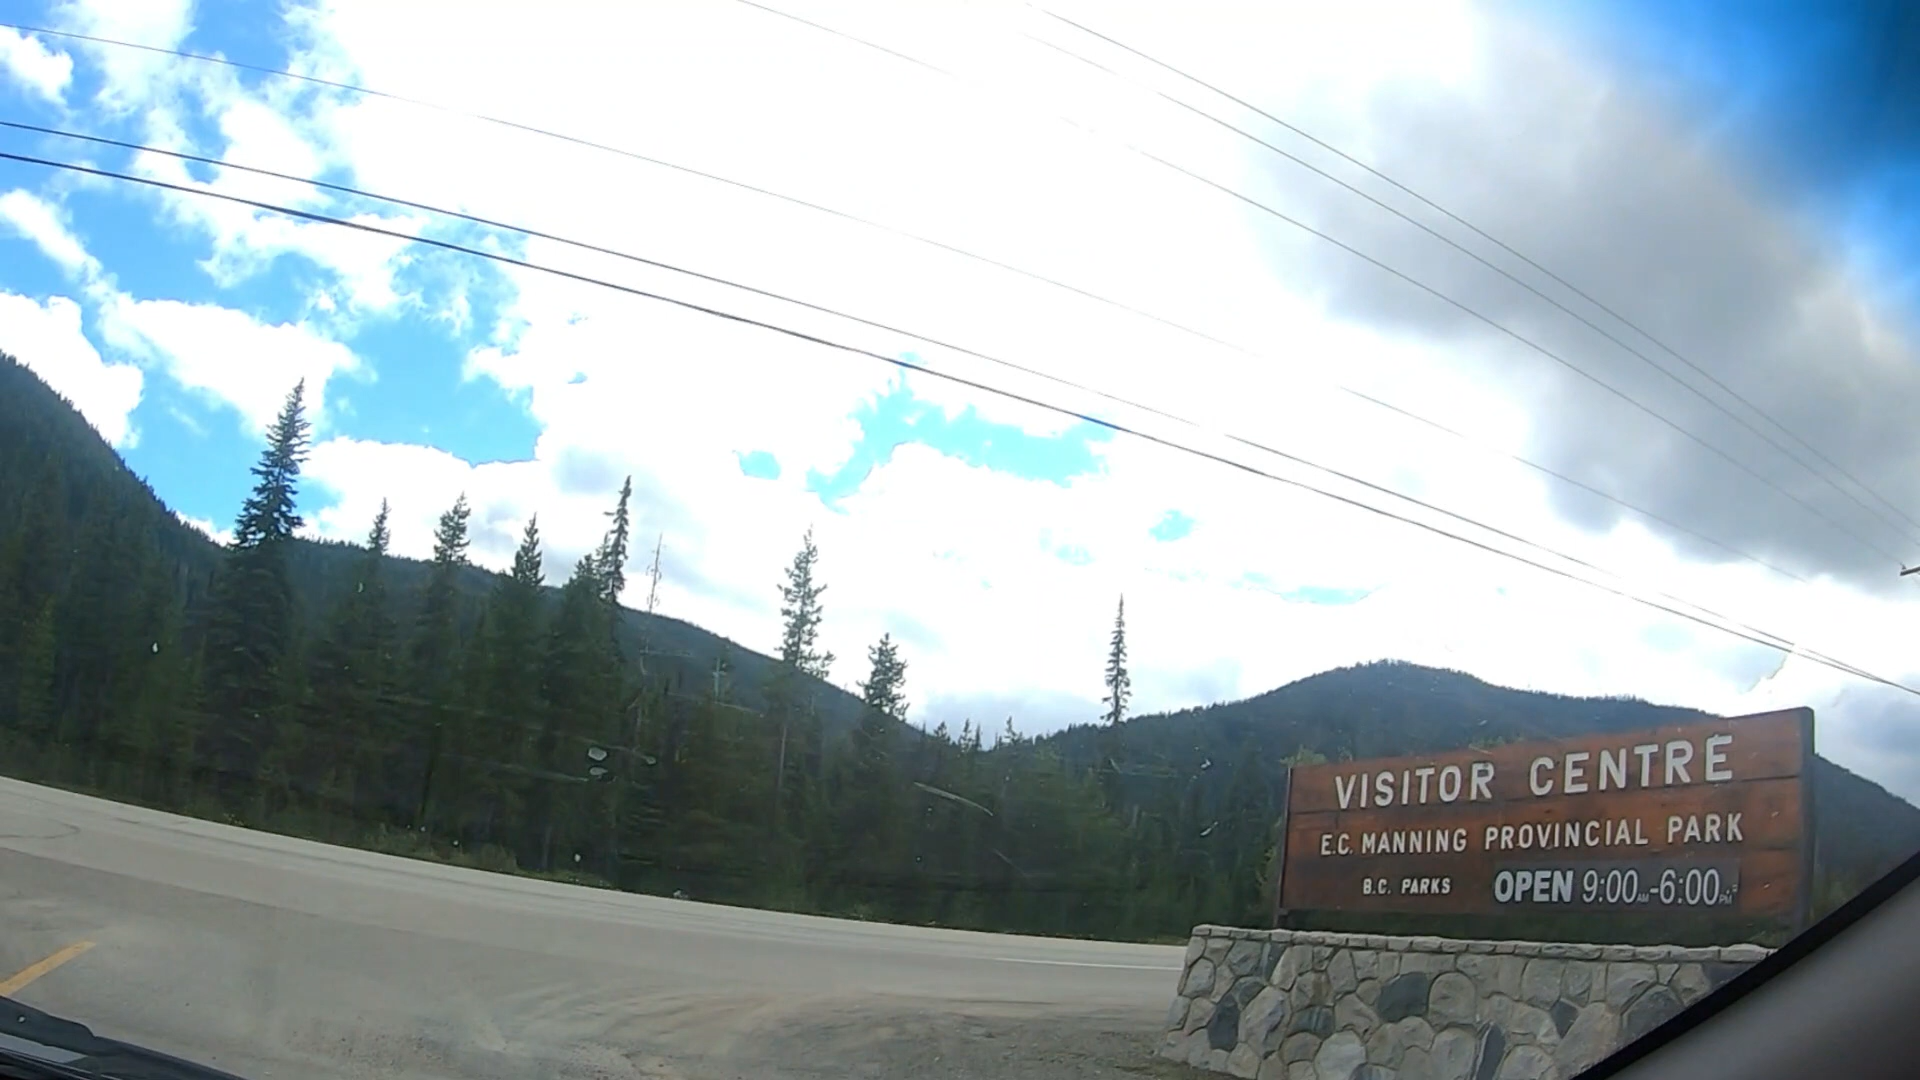 VISITOR CENTRE
E.C. MANNING PROVINCIAL PARK
B.C. PARKS OPEN 9:00AM-6:00PM